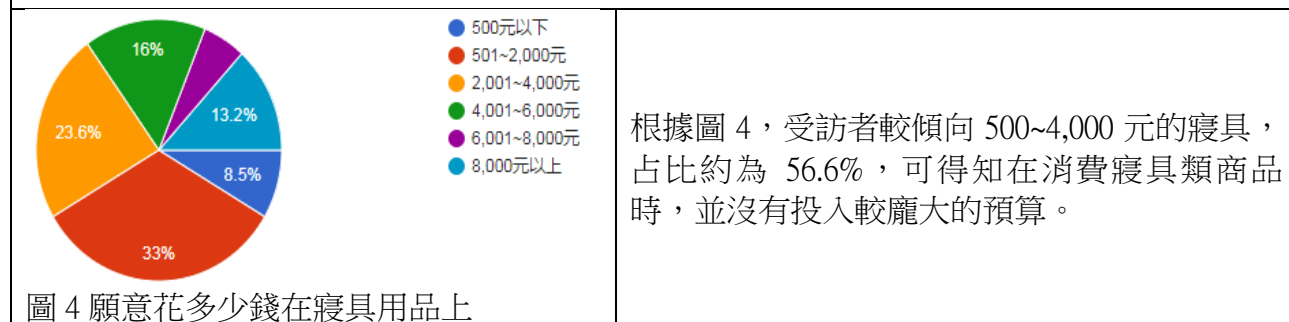 16%
23.6%
13.2%
8.5%
33%
500元以下
501~2,000元
2,001~4,000元
4,001~6,000元
6,001~8,000元
8,000元以上
圖 4 願意花多少錢在寢具用品上
根據圖 4，受訪者較傾向 500~4,000 元的寢具，
占比約為 56.6%，可得知在消費寢具類商品
時，並沒有投入較龐大的預算。